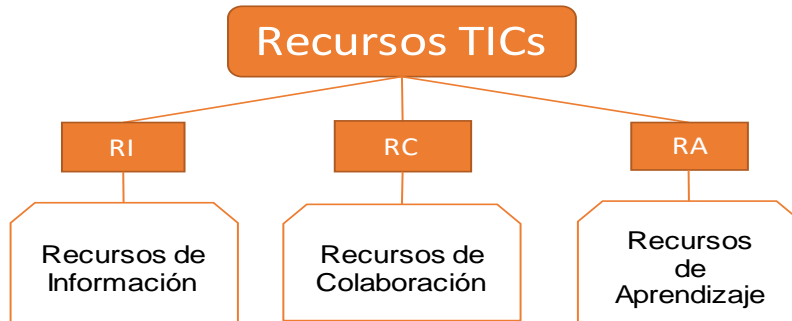 Recursos TICs
RI
RC
RA
Recursos de
Información
Recursos de
Colaboración
Recursos
de
Aprendizaje